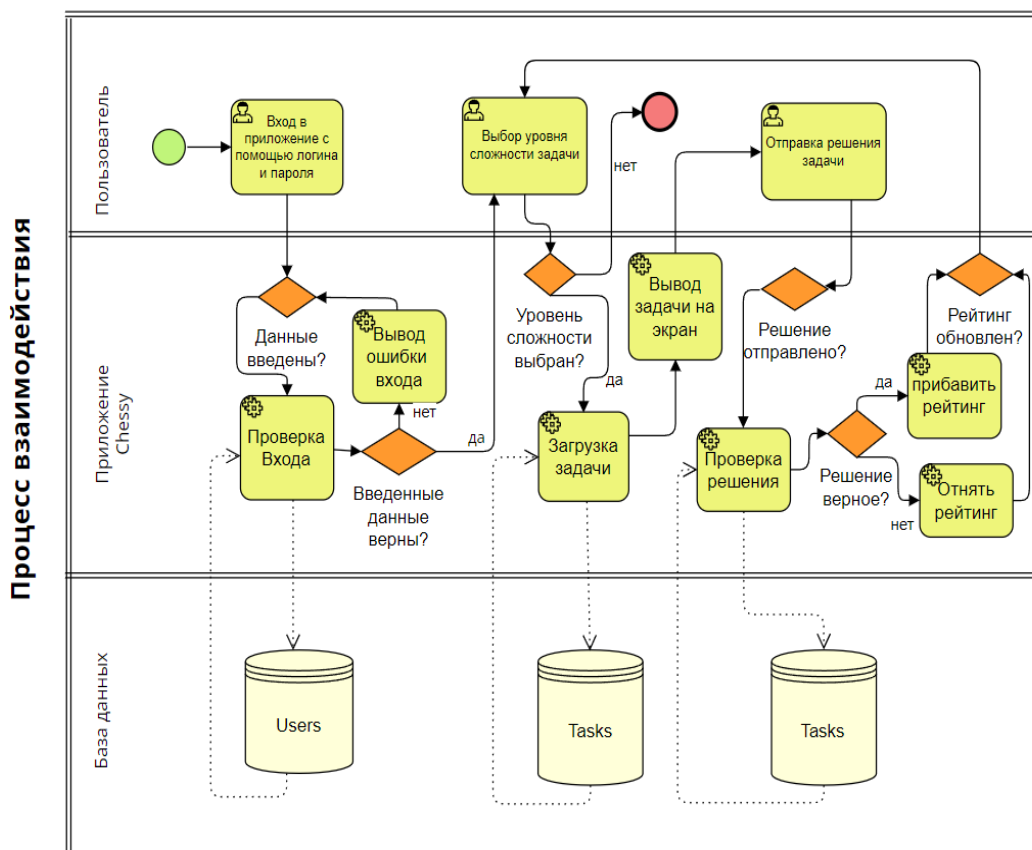 Процесс взаимодействия
Пользователь
Вход в
приложение с
помощью логина
и пароля
Выбор уровня
сложности задачи
нет
Отправка решения
задачи
Приложение
Chessy
Данные
введены?
Вывод
ошибки
входа
нет
Проверка
Входа
Введенные
данные
верны?
да
Уровень
сложности
выбран?
да
Загрузка
задачи
Вывод
задачи на
экран
Решение
отправлено?
Проверка
решения
Решение
верное?
да
прибавить
рейтинг
нет
Отнять
рейтинг
Рейтинг
обновлен?
База данных
Users
Tasks
Tasks